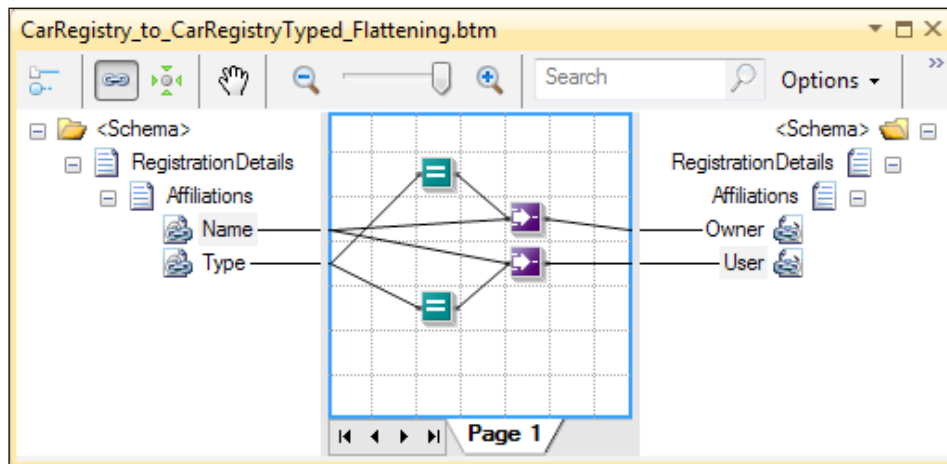 CarRegistry_to_CarRegistryTyped_Flattening.btm
Search Options
<Schema> <Schema>
RegistrationDetails RegistrationDetails
Affiliations Affiliations
Name Owner
Type User
Page 1